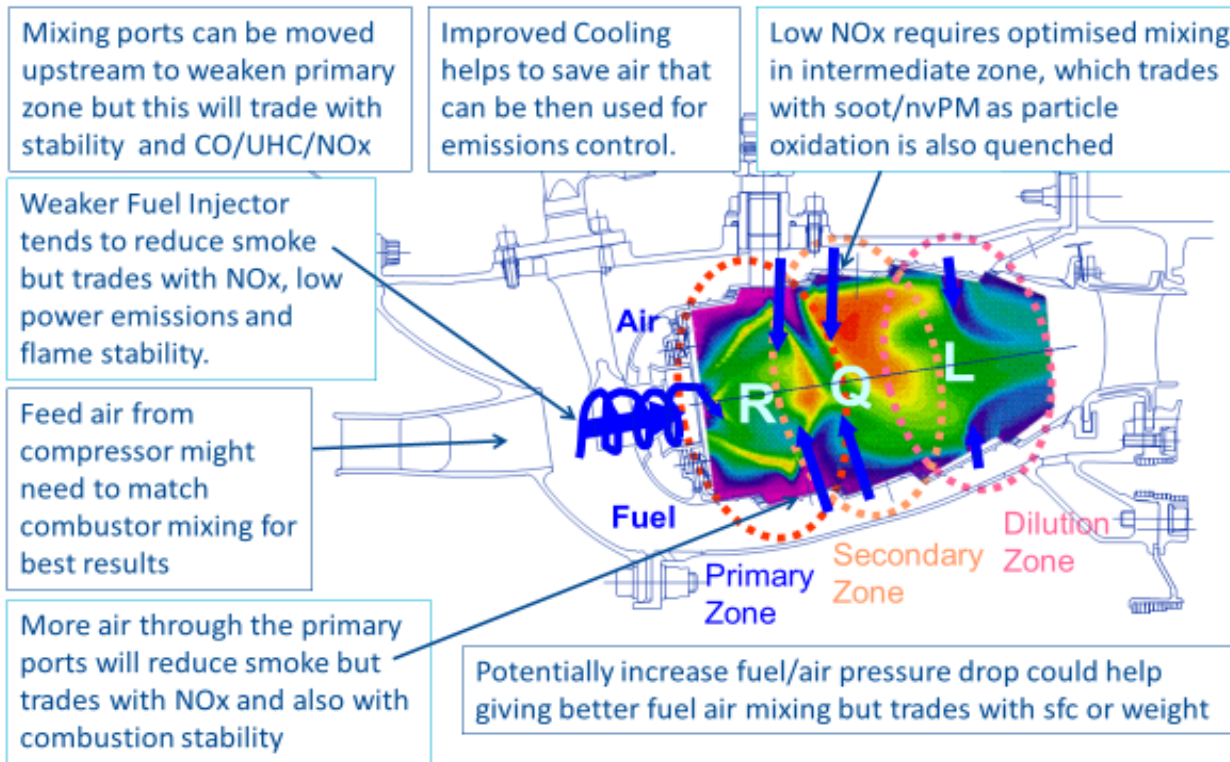 Mixing ports can be moved
upstream to weaken primary
zone but this will trade with
stability and CO/UHC/NOx
Improved Cooling
helps to save air that
can be then used for
emissions control.
Low NOx requires optimised mixing
in intermediate zone, which trades
with soot/nvPM as particle
oxidation is also quenched
Weaker Fuel Injector
tends to reduce smoke
but trades with NOx, low
power emissions and
flame stability.
Air
R
Q
L
Feed air from
compressor might
need to match
combustor mixing for
best results
Fuel
Primary
Zone
Secondary
Zone
Dilution
Zone
More air through the primary
ports will reduce smoke but
trades with NOx and also with
combustion stability
Potentially increase fuel/air pressure drop could help
giving better fuel air mixing but trades with sfc or weight